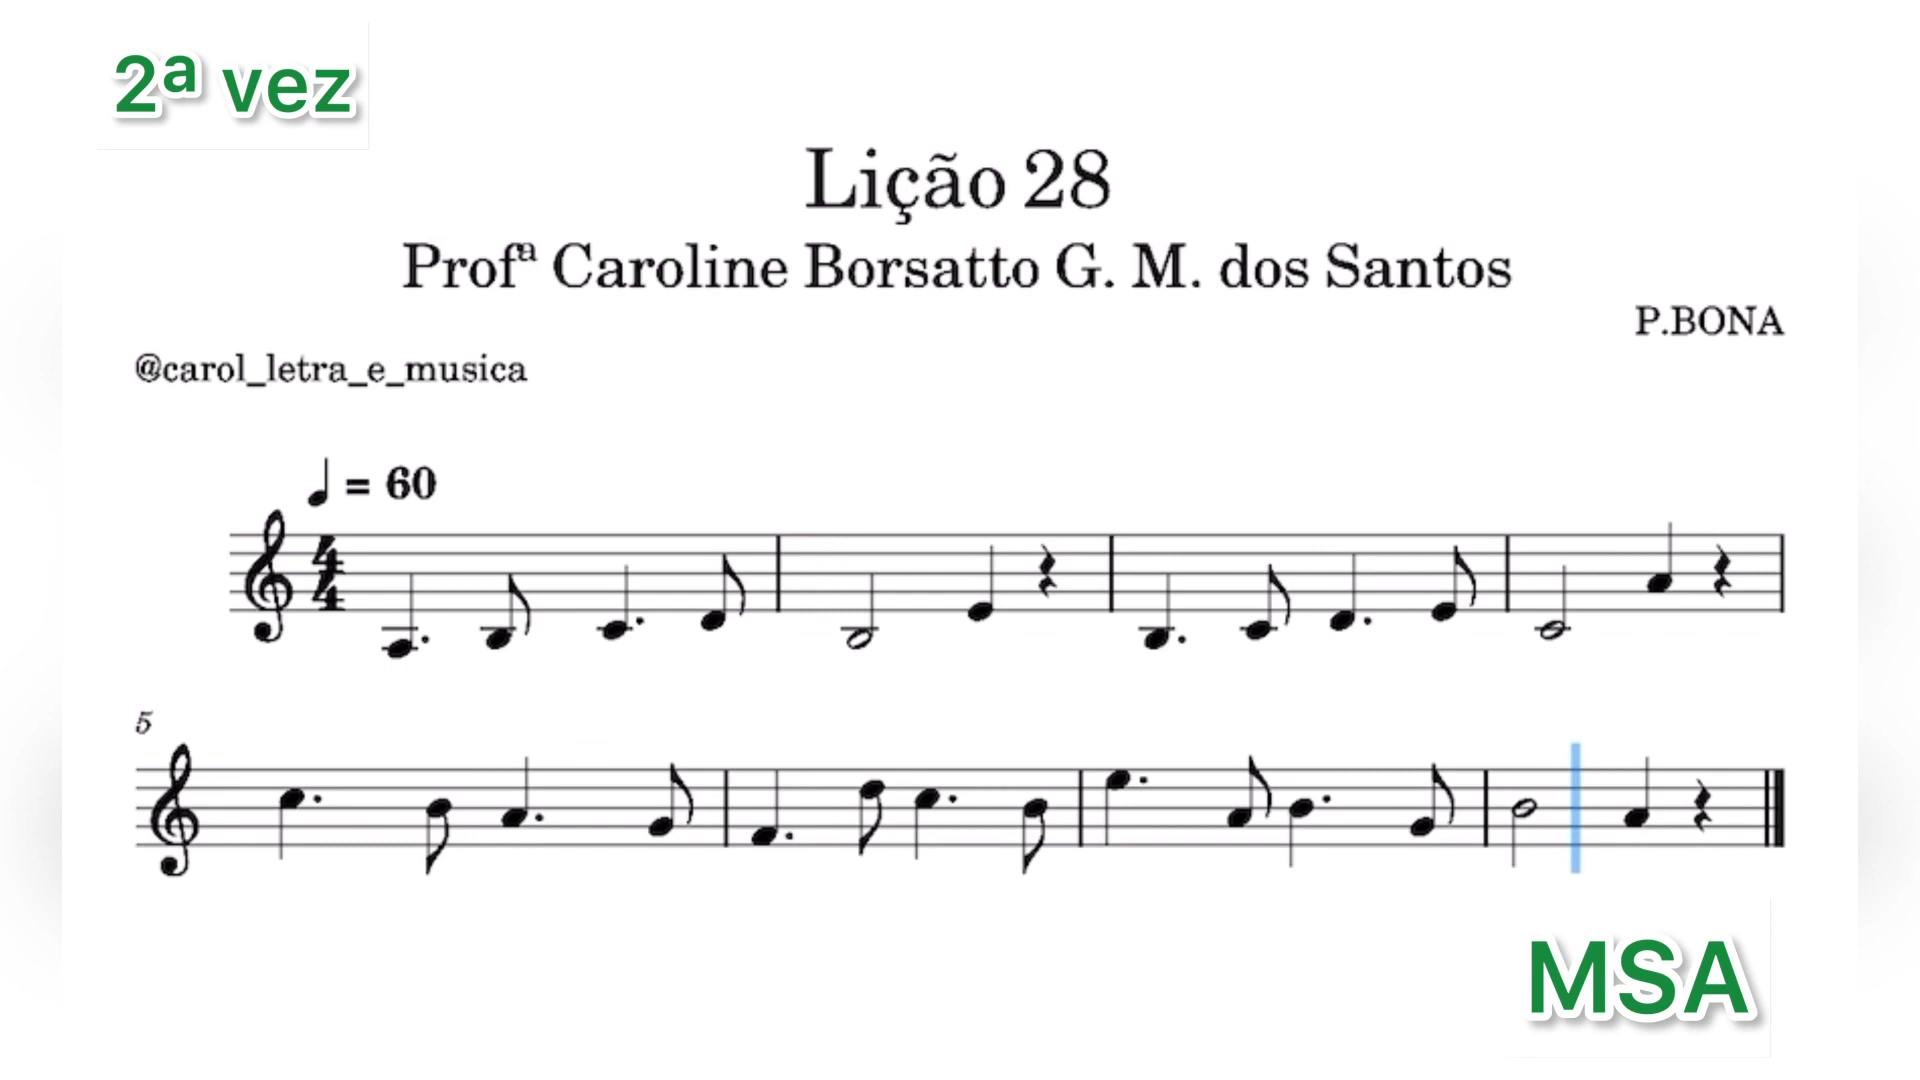 2ª vez
Lição 28
Profª Caroline Borsatto G. M. dos Santos
P.BONA
@carol_letra_e_musica
= 60
4
4
5
MSA